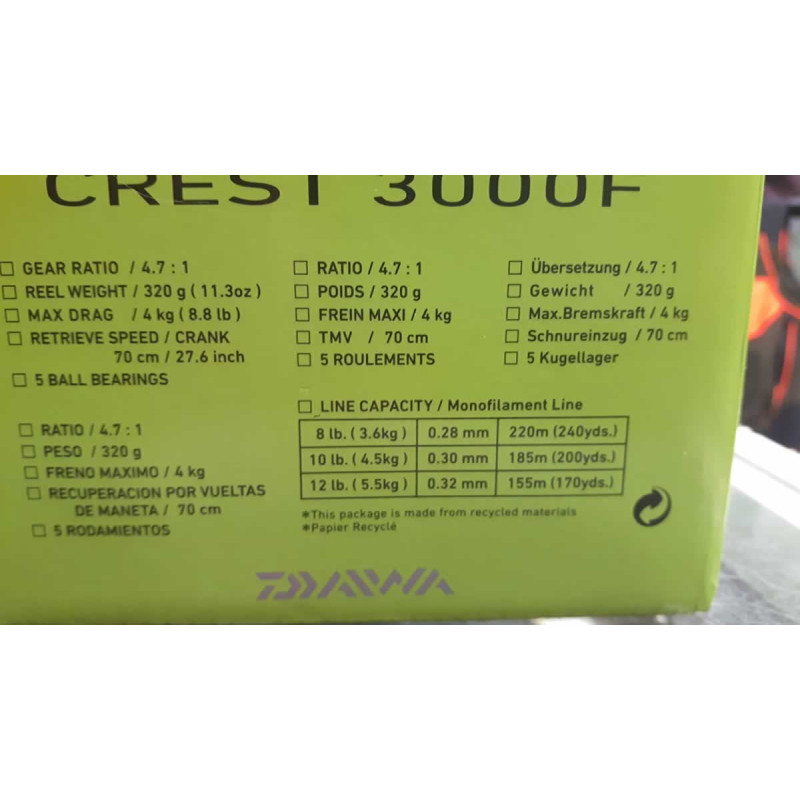 CREST 3000F
GEAR RATIO / 4.7 : 1
REEL WEIGHT / 320 g ( 11.3oz )
MAX DRAG / 4 kg ( 8.8 lb )
RETRIEVE SPEED / CRANK
70 cm / 27.6 inch
5 BALL BEARINGS
RATIO / 4.7 : 1
POIDS / 320 g
FREIN MAXI / 4 kg
TMV / 70 cm
5 ROULEMENTS
Übersetzung / 4.7 : 1
Gewicht / 320 g
Max.Bremskraft / 4 kg
Schnureinzug / 70 cm
5 Kugellager
RATIO / 4.7 : 1
PESO / 320 g
FRENO MAXIMO / 4 kg
RECUPERACION POR VUELTAS
DE MANETA / 70 cm
5 RODAMIENTOS
LINE CAPACITY / Monofilament Line
8 lb. ( 3.6kg ) 0.28 mm 220m (240yds.)
10 lb. ( 4.5kg ) 0.30 mm 185m (200yds.)
12 lb. ( 5.5kg ) 0.32 mm 155m (170yds.)
*This package is made from recycled materials
*Papier Recyclé
DAIWA